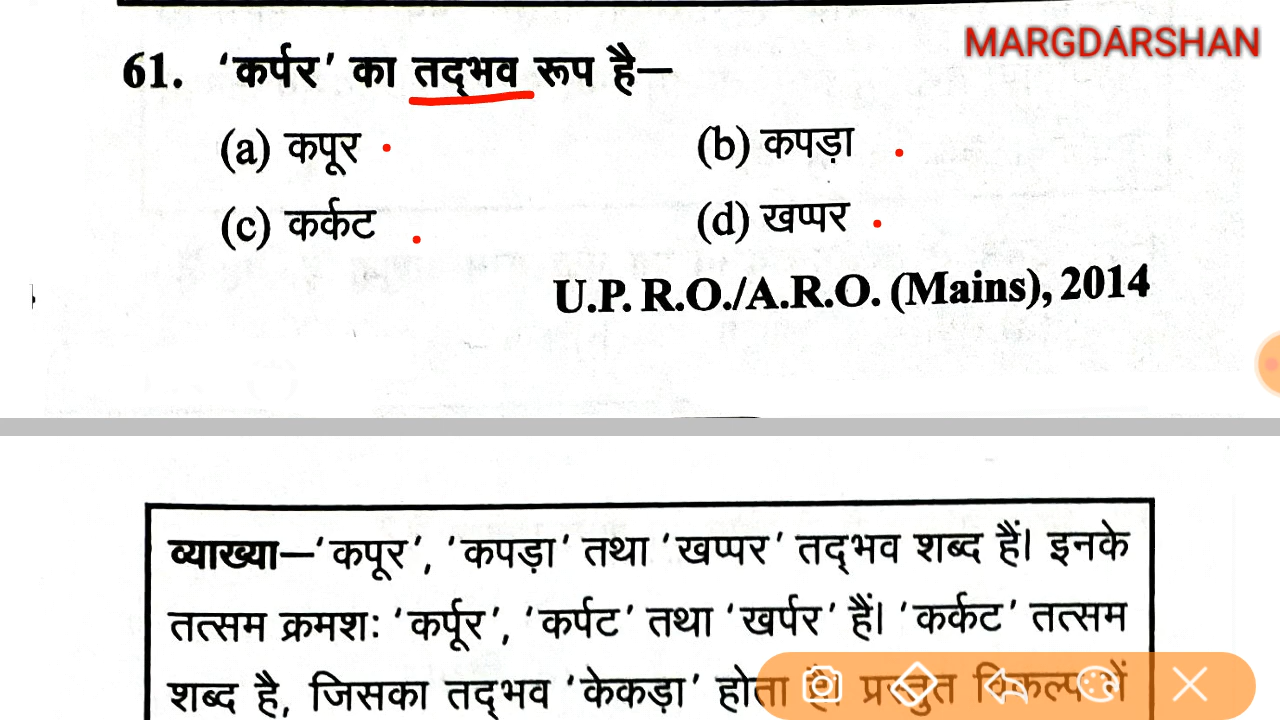 MARGDARSHAN
61. ‘कर्पर’ का तद्भव रूप है—
(a) कपूर
(b) कपड़ा
(c) कर्कट
(d) खप्पर
U.P. R.O./A.R.O. (Mains), 2014
व्याख्या—‘कपूर’, ‘कपड़ा’ तथा ‘खप्पर’ तद्भव शब्द हैं। इनके
तत्सम क्रमशः ‘कर्पूर’, ‘कर्पट’ तथा ‘खर्पर’ हैं। ‘कर्कट’ तत्सम
शब्द है, जिसका तद्भव ‘केकड़ा’ होता है। प्रस्तुत विकल्प में